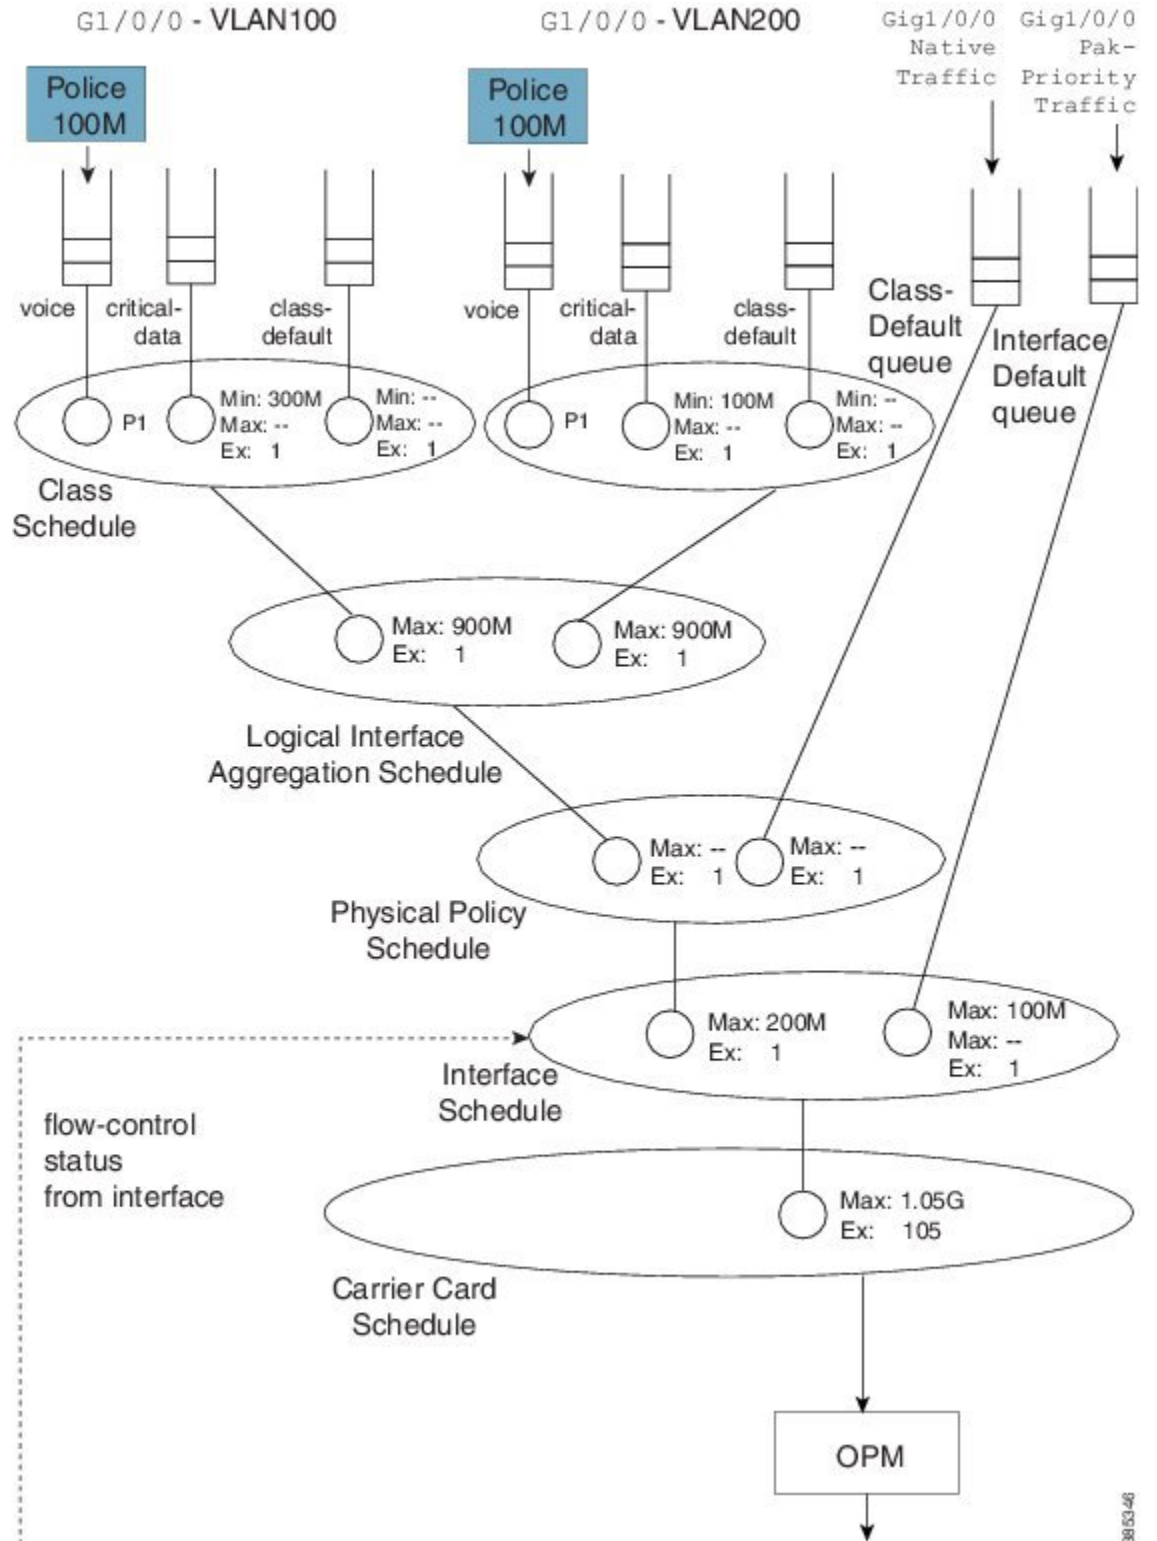 G1/0/0 - VLAN100
G1/0/0 - VLAN200
Gig1/0/0
Native
Traffic
Gig1/0/0
Pak-
Priority
Traffic
Police
100M
Police
100M
voice
critical-
data
class-
default
voice
critical-
data
class-
default
Class-
Default
queue
Interface
Default
queue
P1
Min: 300M
Max: --
Ex: 1
Min: --
Max: --
Ex: 1
P1
Min: 100M
Max: --
Ex: 1
Min: --
Max: --
Ex: 1
Class
Schedule
Max: 900M
Ex: 1
Max: 900M
Ex: 1
Logical Interface
Aggregation Schedule
Max: --
Ex: 1
Max: --
Ex: 1
Physical Policy
Schedule
Max: 200M
Ex: 1
Max: 100M
Max: --
Ex: 1
Interface
Schedule
flow-control
status
from interface
Max: 1.05G
Ex: 105
Carrier Card
Schedule
OPM